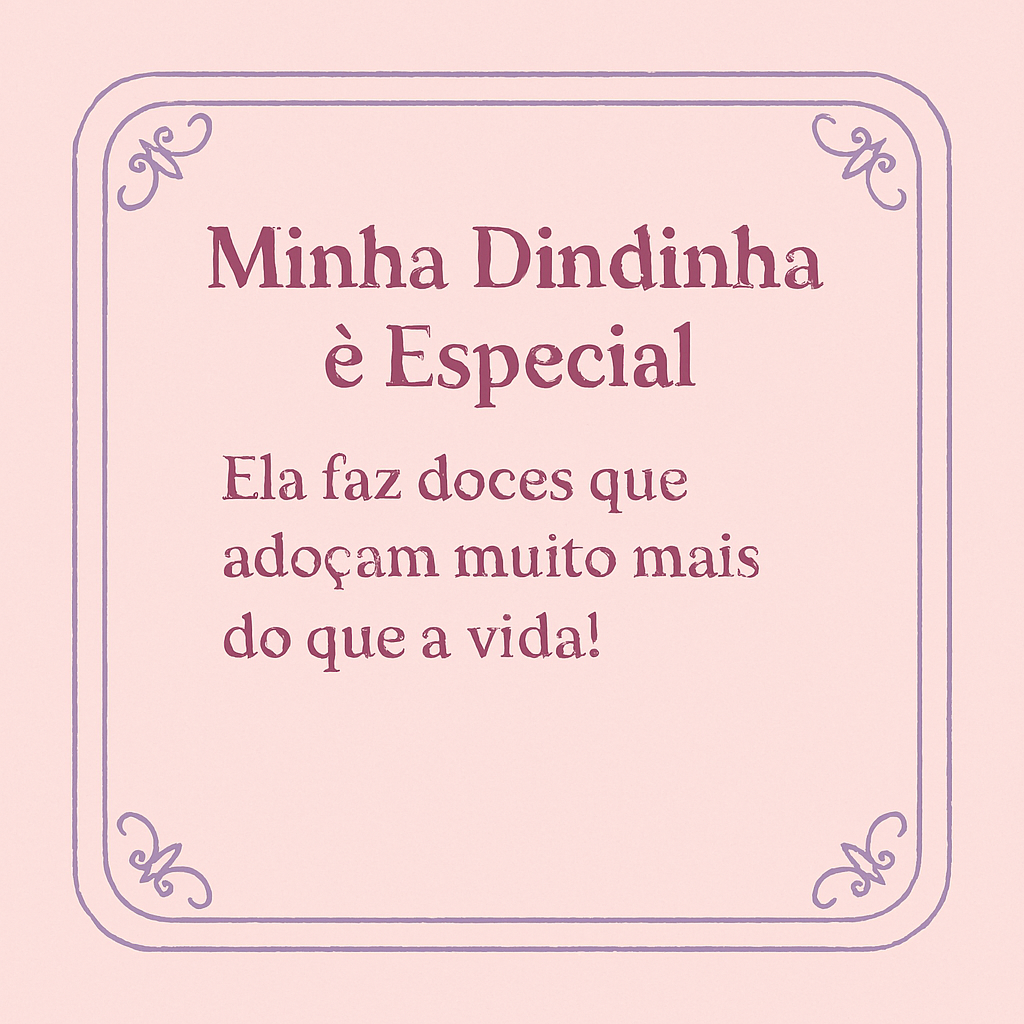 Minha Dindinha
è Especial
Ela faz doces que
adoçam muito mais
do que a vida!